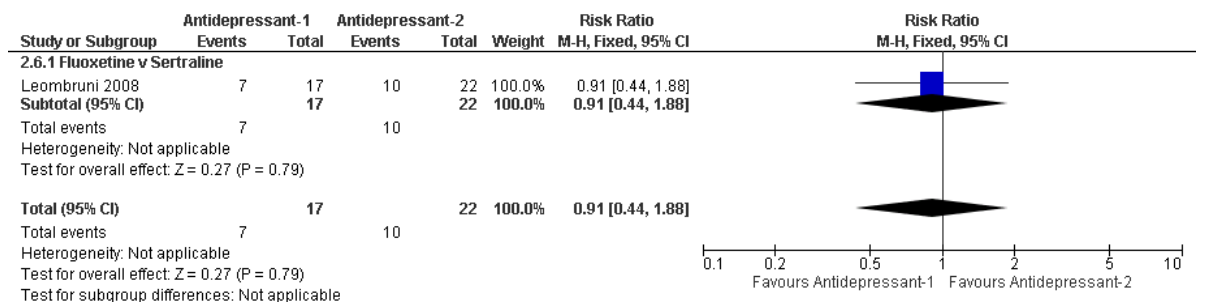 Antidepressant-1 Antidepressant-2 Risk Ratio Risk Ratio
Study or Subgroup Events Total Events Total Weight M-H, Fixed, 95% CI M-H, Fixed, 95% CI
2.6.1 Fluoxetine v Sertraline
Leombruni 2008 7 17 10 22 100.0% 0.91 [0.44, 1.88]
Subtotal (95% CI) 17 22 100.0% 0.91 [0.44, 1.88]
Total events 7 10
Heterogeneity: Not applicable
Test for overall effect: Z = 0.27 (P = 0.79)
Total (95% CI) 17 22 100.0% 0.91 [0.44, 1.88]
Total events 7 10
Heterogeneity: Not applicable
Test for overall effect: Z = 0.27 (P = 0.79)
Test for subgroup differences: Not applicable
0.1 0.2 0.5 1 2 5 10
Favours Antidepressant-1 Favours Antidepressant-2